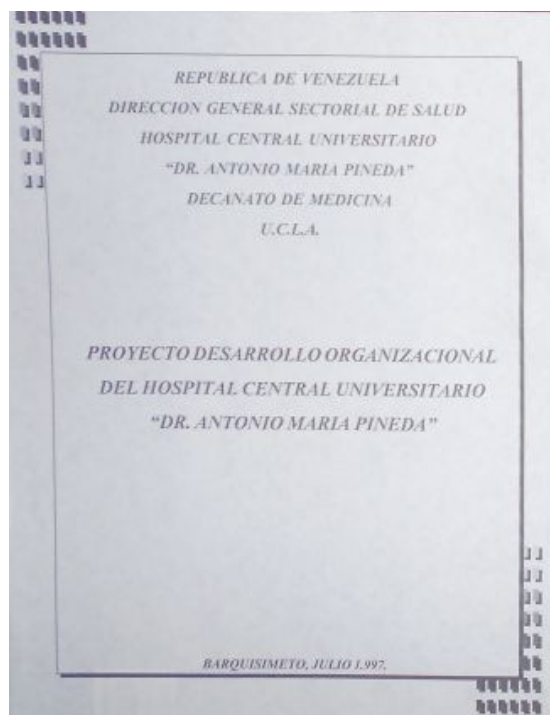 REPUBLICA DE VENEZUELA
DIRECCION GENERAL SECTORIAL DE SALUD
HOSPITAL CENTRAL UNIVERSITARIO
“DR. ANTONIO MARIA PINEDA”
DECANATO DE MEDICINA
U.C.L.A.
PROYECTO DESARROLLO ORGANIZACIONAL
DEL HOSPITAL CENTRAL UNIVERSITARIO
“DR. ANTONIO MARIA PINEDA”
BARQUISIMETO, JULIO 1.997.